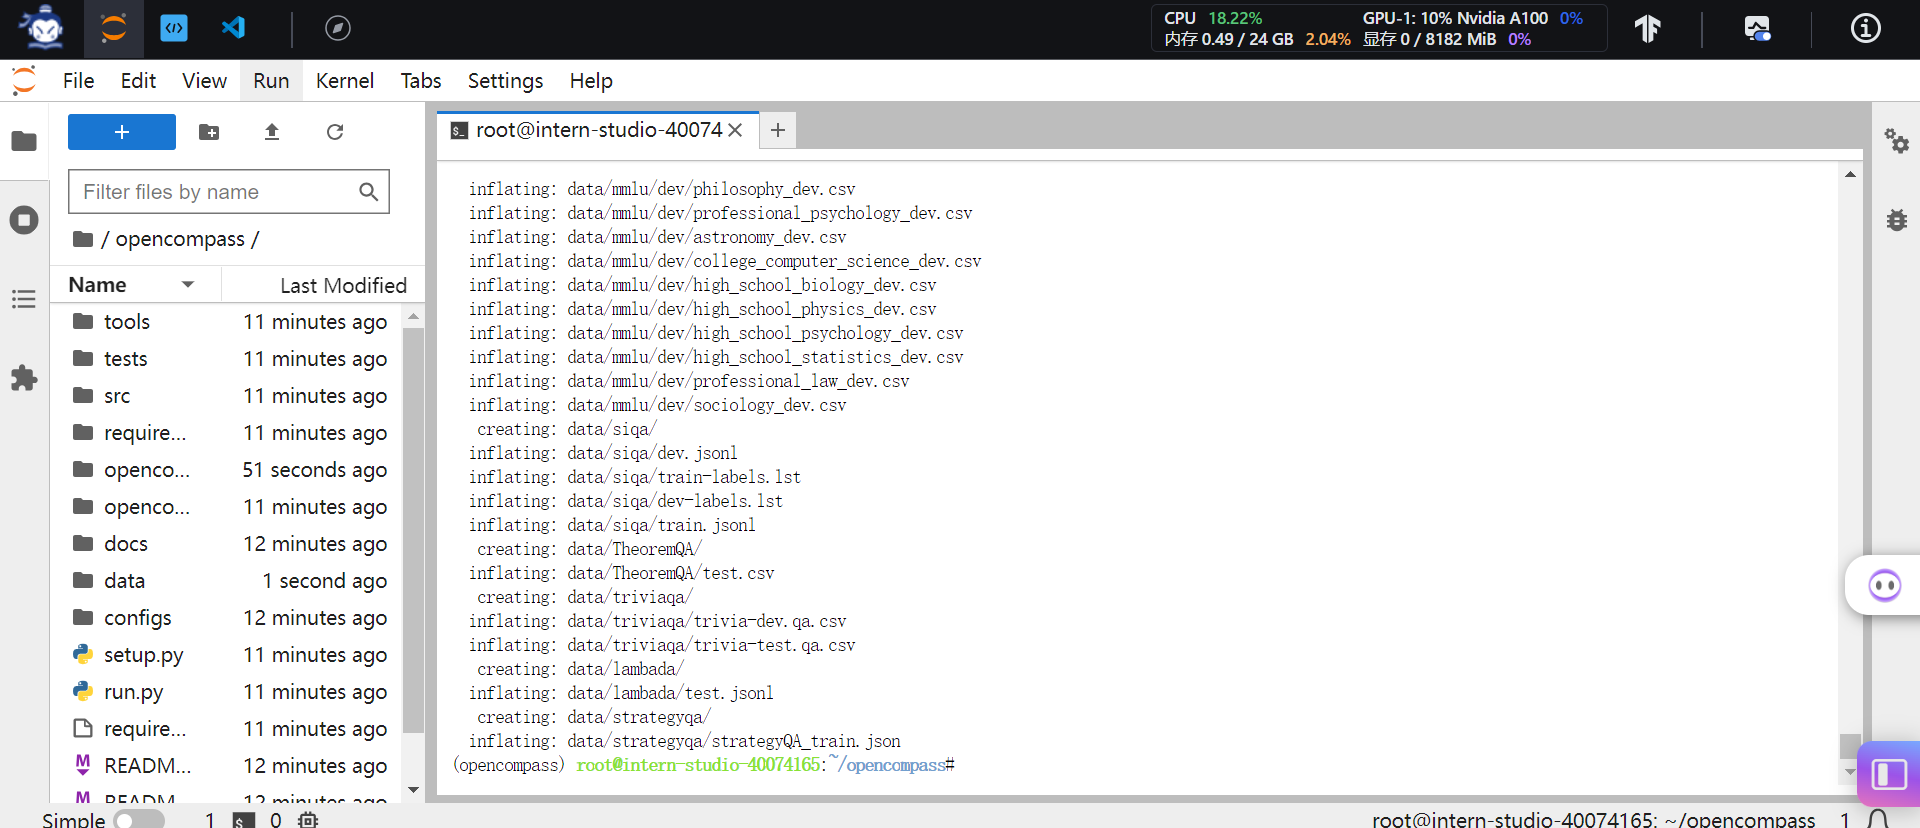 CPU 18.22% GPU-1: 10% Nvidia A100 0%
内存 0.49 / 24 GB 2.04% 显存 0 / 8182 MiB 0%
File Edit View Run Kernel Tabs Settings Help
root@intern-studio-40074
Filter files by name
/ opencompass /
Name Last Modified
tools 11 minutes ago
tests 11 minutes ago
src 11 minutes ago
require... 11 minutes ago
openco... 51 seconds ago
openco... 11 minutes ago
docs 12 minutes ago
data 1 second ago
configs 12 minutes ago
setup.py 11 minutes ago
run.py 11 minutes ago
require... 11 minutes ago
READM... 12 minutes ago
READM 12 minutes ago
inflating: data/mmlu/dev/philosophy_dev.csv
inflating: data/mmlu/dev/professional_psychology_dev.csv
inflating: data/mmlu/dev/astronomy_dev.csv
inflating: data/mmlu/dev/college_computer_science_dev.csv
inflating: data/mmlu/dev/high_school_biology_dev.csv
inflating: data/mmlu/dev/high_school_physics_dev.csv
inflating: data/mmlu/dev/high_school_psychology_dev.csv
inflating: data/mmlu/dev/high_school_statistics_dev.csv
inflating: data/mmlu/dev/professional_law_dev.csv
inflating: data/mmlu/dev/sociology_dev.csv
creating: data/siqa/
inflating: data/siqa/dev.jsonl
inflating: data/siqa/train-labels.lst
inflating: data/siqa/dev-labels.lst
inflating: data/siqa/train.jsonl
creating: data/TheoremQA/
inflating: data/TheoremQA/test.csv
creating: data/triviaqa/
inflating: data/triviaqa/trivia-dev.qa.csv
inflating: data/triviaqa/trivia-test.qa.csv
creating: data/lambada/
inflating: data/lambada/test.jsonl
creating: data/strategyqa/
inflating: data/strategyqa/strategyQA_train.json
(opencompass) root@intern-studio-40074165:~/opencompass#
Simple 1 0 root@intern-studio-40074165: ~/opencompass 1